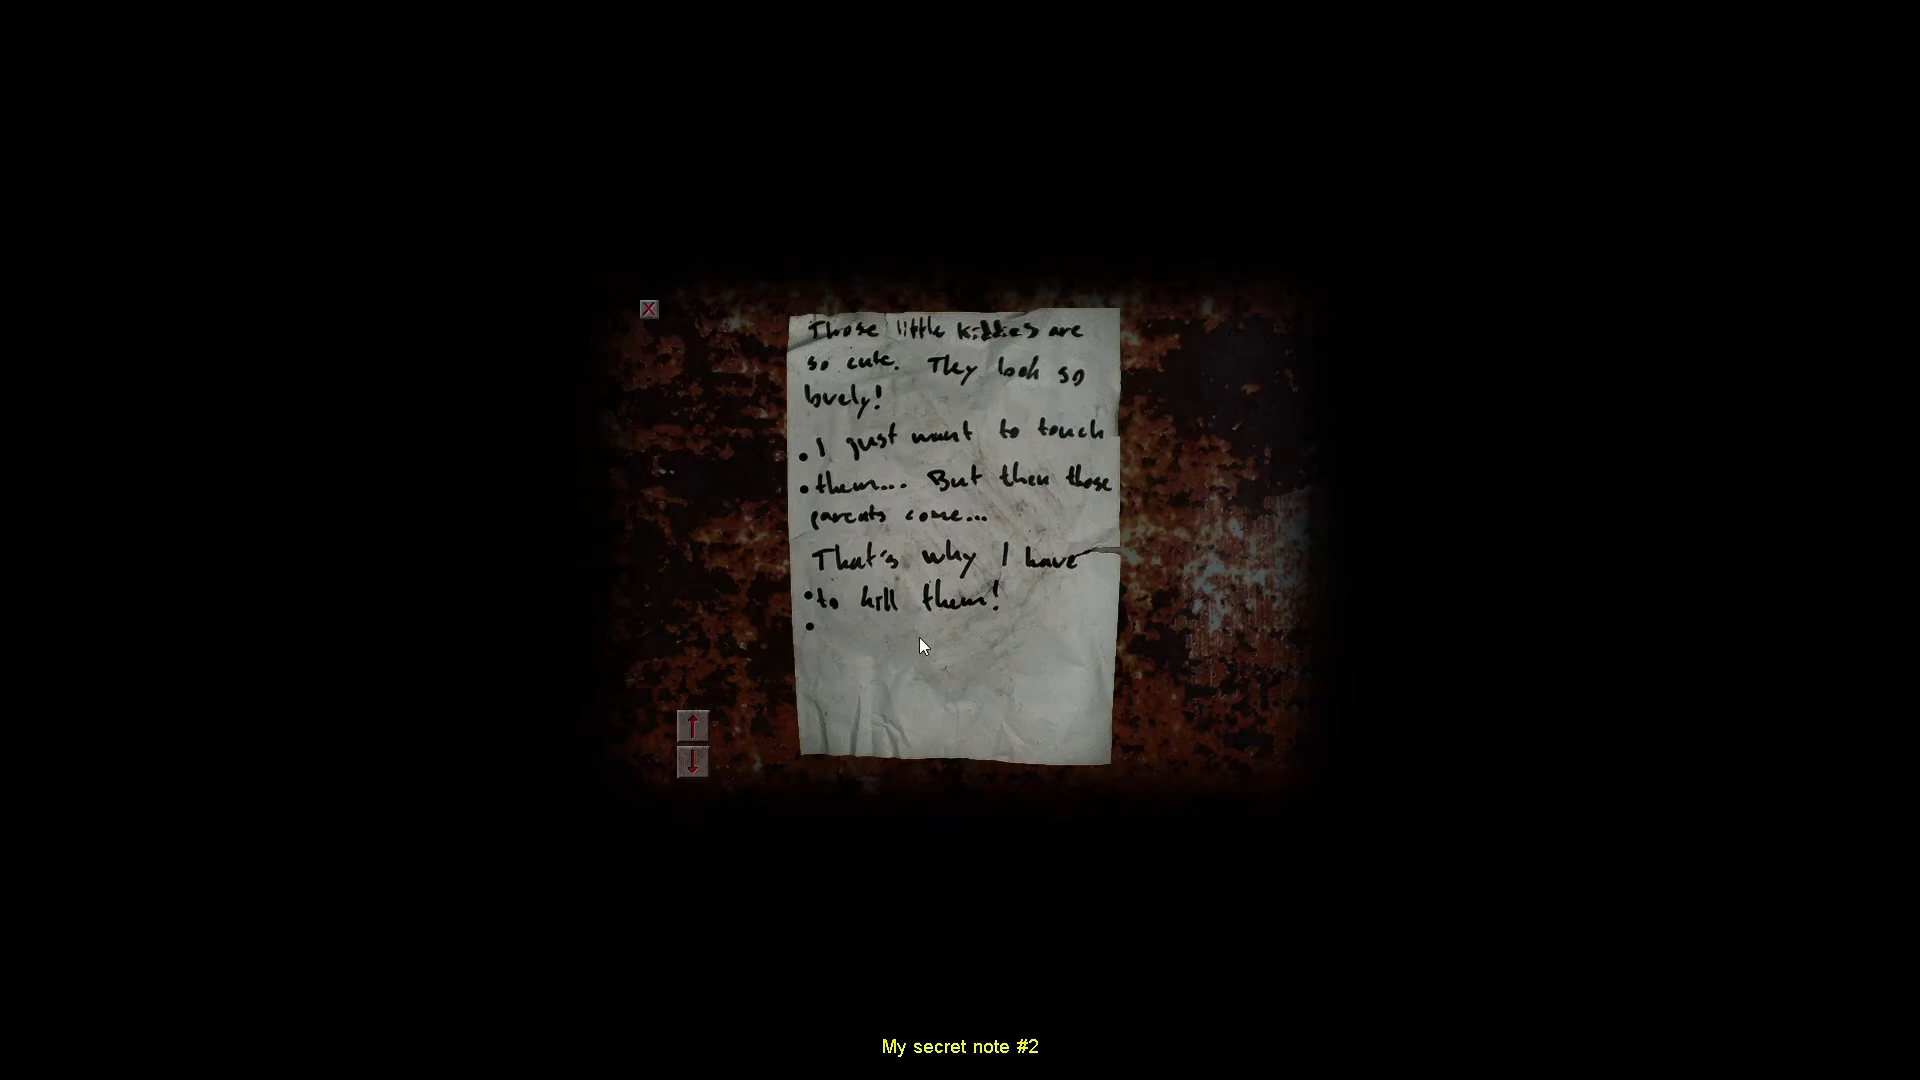 Those little kiddies are
so cute. They look so
lovely!
I just want to touch
them... But then those
parents come...
That's why I have
to kill them!
My secret note #2